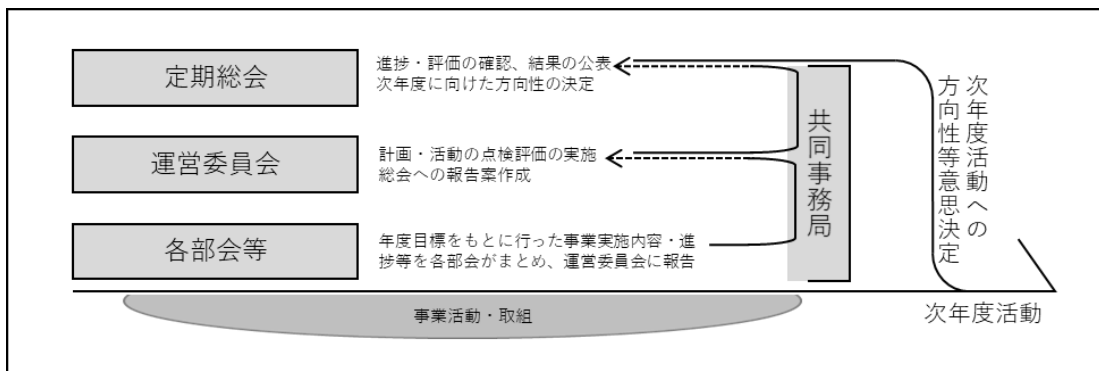 定期総会
進捗・評価の確認、結果の公表
次年度に向けた方向性の決定
運営委員会
計画・活動の点検評価の実施
総会への報告案作成
各部会等
年度目標をもとに行った事業実施内容・進
捗等を各部会がまとめ、運営委員会に報告
共同事務局
次年度活動への
方向性等意思決定
事業活動・取組
次年度活動